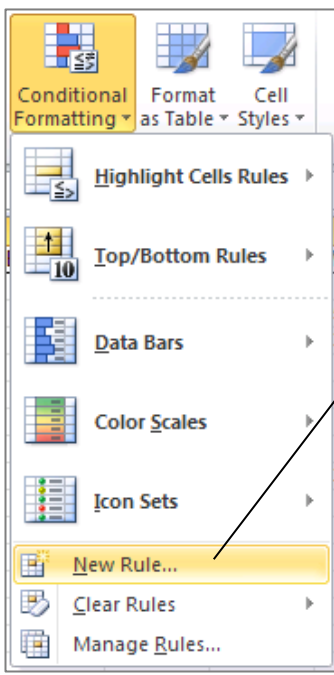 Conditional Format Cell
Formatting as Table Styles
Highlight Cells Rules
10
Top/Bottom Rules
Data Bars
Color Scales
Icon Sets
New Rule...
Clear Rules
Manage Rules...